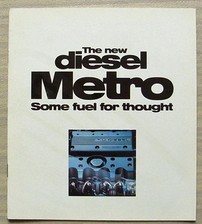 The new
diesel
Metro
Some fuel for thought